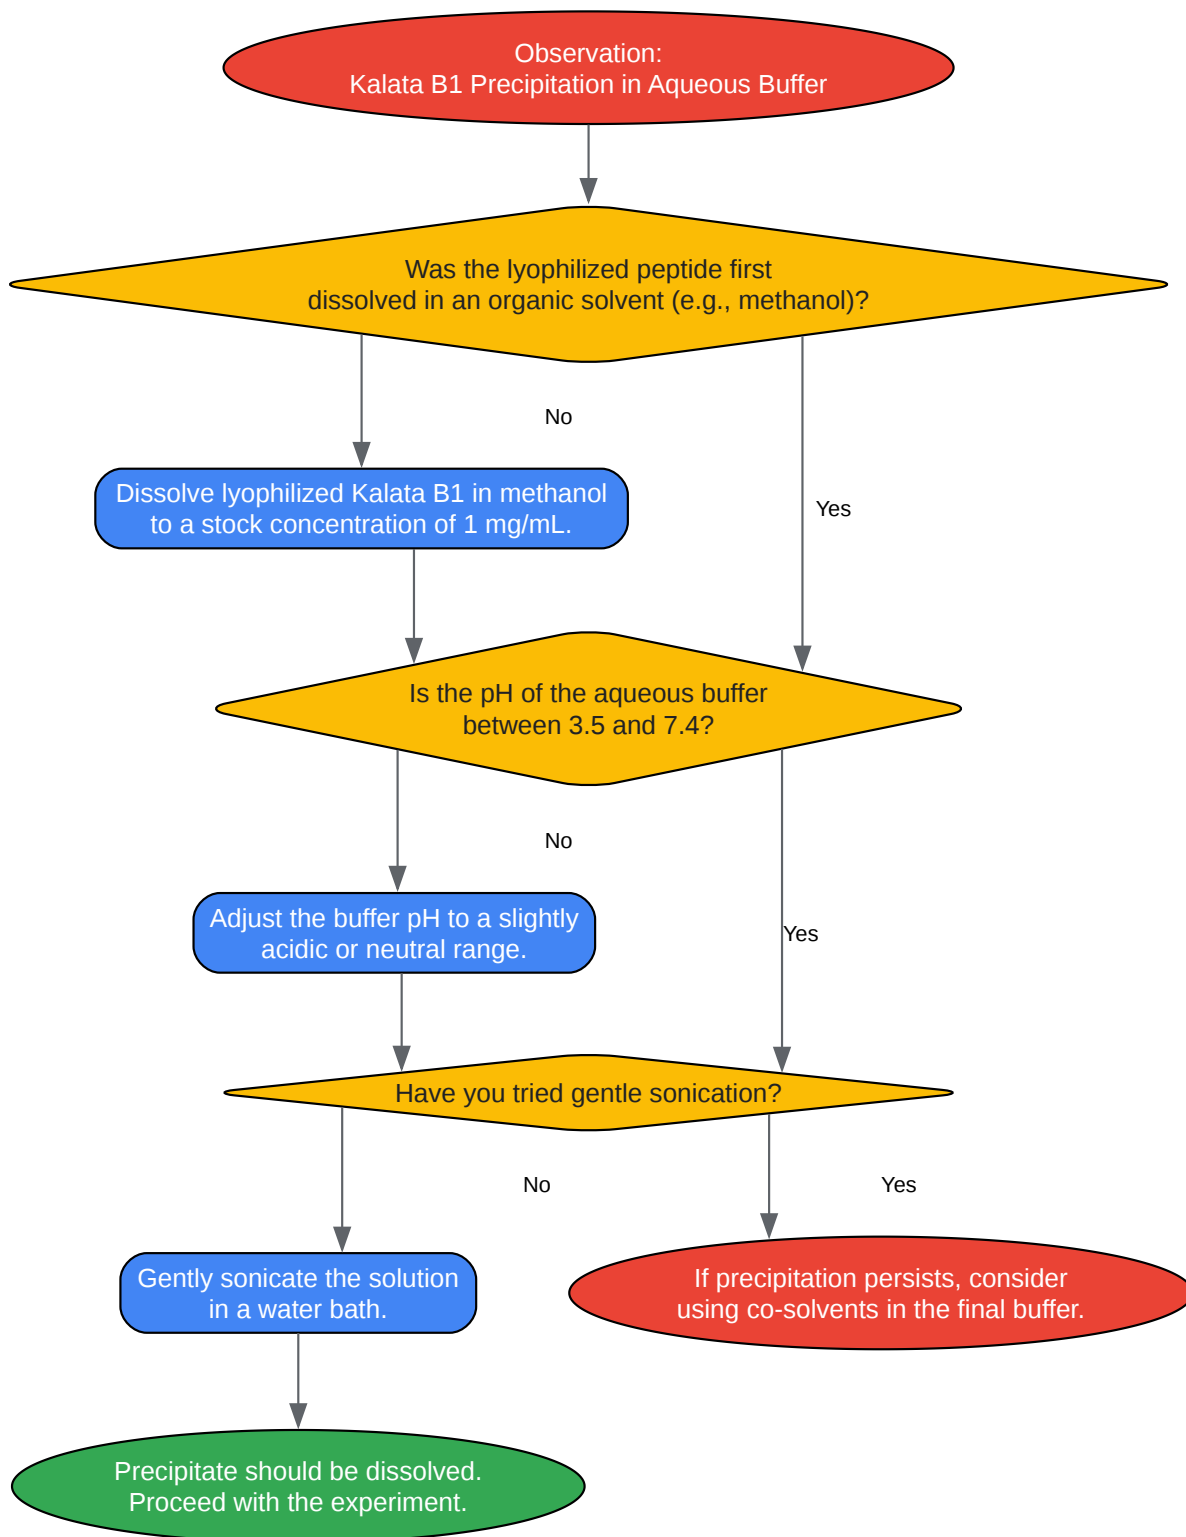 Observation:
Kalata B1 Precipitation in Aqueous Buffer
Was the lyophilized peptide first
dissolved in an organic solvent (e.g., methanol)?
No
Dissolve lyophilized Kalata B1 in methanol
to a stock concentration of 1 mg/mL.
Yes
Is the pH of the aqueous buffer
between 3.5 and 7.4?
No
Adjust the buffer pH to a slightly
acidic or neutral range.
Yes
Have you tried gentle sonication?
No
Yes
Gently sonicate the solution
in a water bath.
If precipitation persists, consider
using co-solvents in the final buffer.
Precipitate should be dissolved.
Proceed with the experiment.